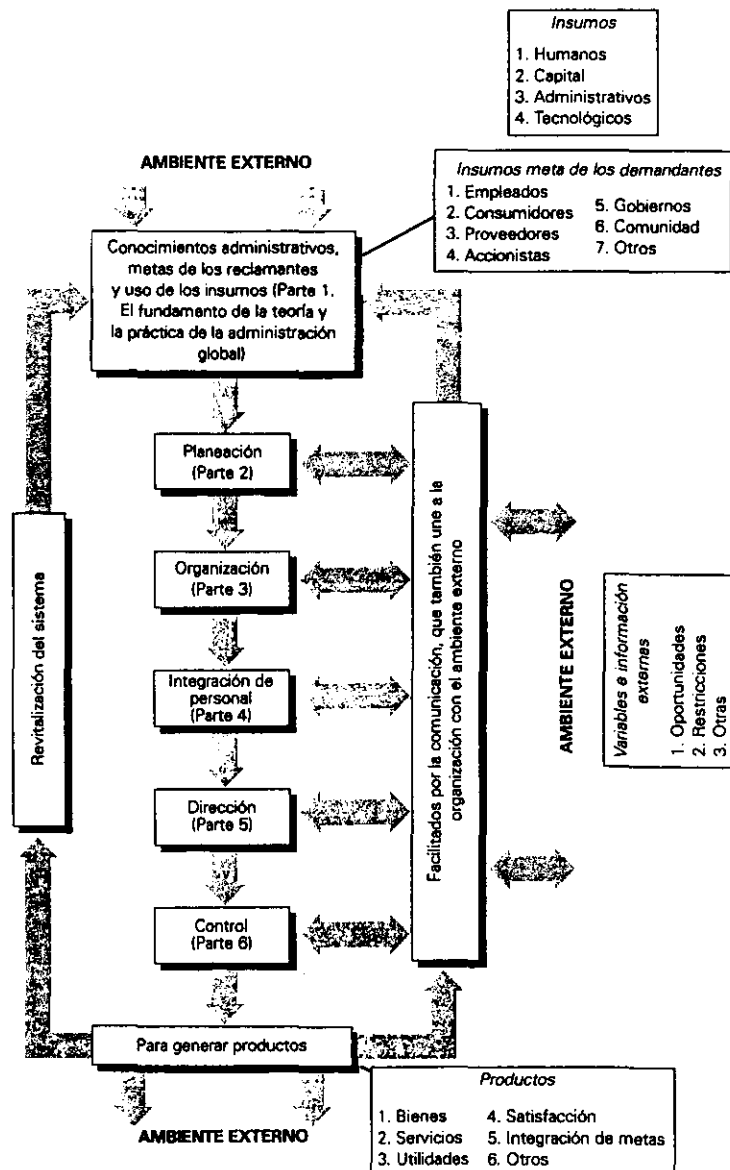 Insumos
1. Humanos
2. Capital
3. Administrativos
4. Tecnológicos
AMBIENTE EXTERNO
Insumos meta de los demandantes
1. Empleados
2. Consumidores
3. Proveedores
4. Accionistas
5. Gobiernos
6. Comunidad
7. Otros
Conocimientos administrativos,
metas de los reclamantes
y uso de los insumos (Parte 1.
El fundamento de la teoría y
la práctica de la administración
global)
Planeación
(Parte 2)
Organización
(Parte 3)
Integración de
personal
(Parte 4)
Dirección
(Parte 5)
Control
(Parte 6)
Revitalización del sistema
Facilitados por la comunicación, que también une a la
organización con el ambiente externo
AMBIENTE EXTERNO
Variables e información
externas
1. Oportunidades
2. Restricciones
3. Otras
Para generar productos
AMBIENTE EXTERNO
Productos
1. Bienes
2. Servicios
3. Utilidades
4. Satisfacción
5. Integración de metas
6. Otros